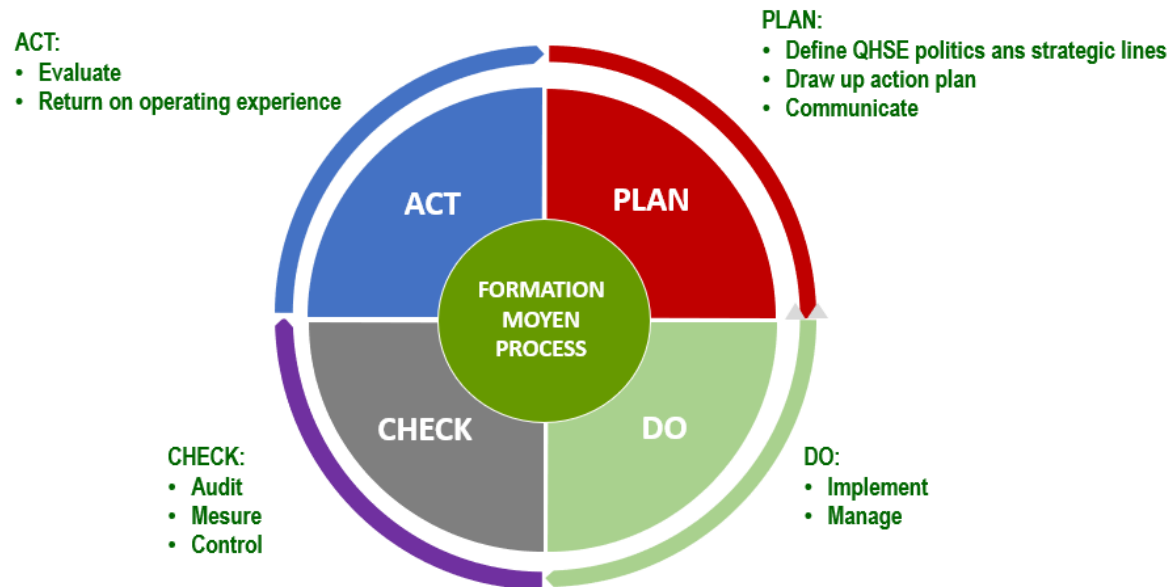 ACT:
• Evaluate
• Return on operating experience
PLAN:
• Define QHSE politics ans strategic lines
• Draw up action plan
• Communicate
ACT
PLAN
FORMATION
MOYEN
PROCESS
CHECK
DO
CHECK:
• Audit
• Mesure
• Control
DO:
• Implement
• Manage